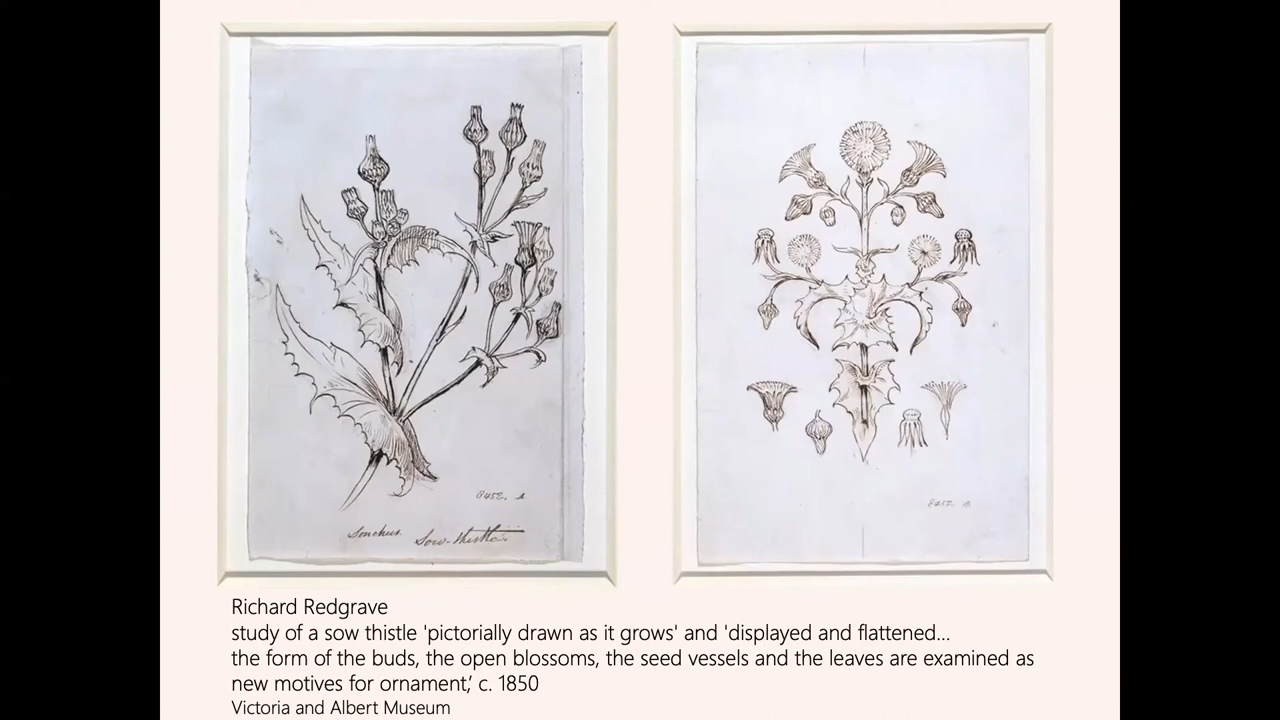 8452. A
Sonchus. Sow-thistle.
8452. B
Richard Redgrave
study of a sow thistle 'pictorially drawn as it grows' and 'displayed and flattened...
the form of the buds, the open blossoms, the seed vessels and the leaves are examined as
new motives for ornament,' c. 1850
Victoria and Albert Museum